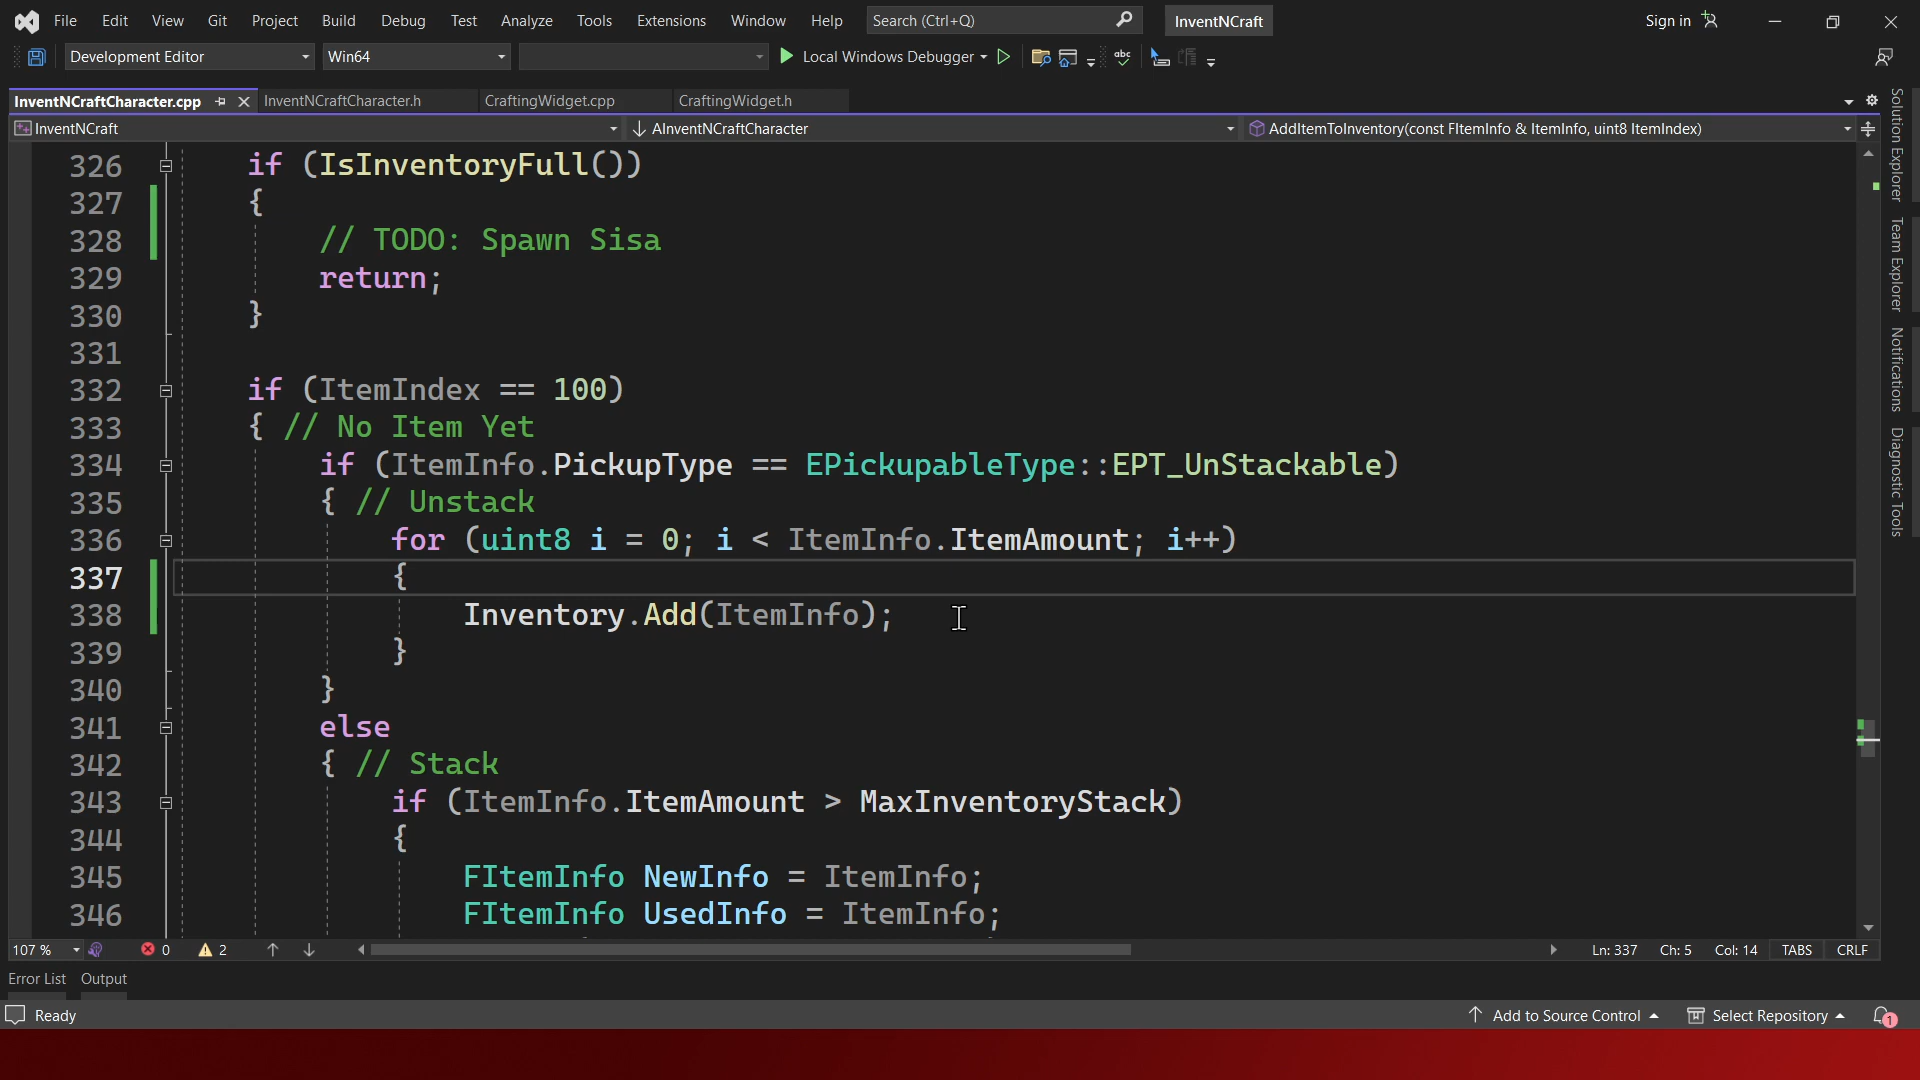 File Edit View Git Project Build Debug Test Analyze Tools Extensions Window Help Search (Ctrl+Q) InventNCraft Sign in
Development Editor Win64 Local Windows Debugger
InventNCraftCharacter.cpp InventNCraftCharacter.h CraftingWidget.cpp CraftingWidget.h
InventNCraft AInventNCraftCharacter AddItemToInventory(const FItemInfo & ItemInfo, uint8 ItemIndex)
326 if (IsInventoryFull())
327 {
328 // TODO: Spawn Sisa
329 return;
330 }
331
332 if (ItemIndex == 100)
333 { // No Item Yet
334 if (ItemInfo.PickupType == EPickupableType::EPT_UnStackable)
335 { // Unstack
336 for (uint8 i = 0; i < ItemInfo.ItemAmount; i++)
337 {
338 Inventory.Add(ItemInfo);
339 }
340 }
341 else
342 { // Stack
343 if (ItemInfo.ItemAmount > MaxInventoryStack)
344 {
345 FItemInfo NewInfo = ItemInfo;
346 FItemInfo UsedInfo = ItemInfo;
107 % 0 2 Ln: 337 Ch: 5 Col: 14 TABS CRLF
Error List Output
Ready Add to Source Control Select Repository 1
Solution Explorer
Team Explorer
Notifications
Diagnostic Tools